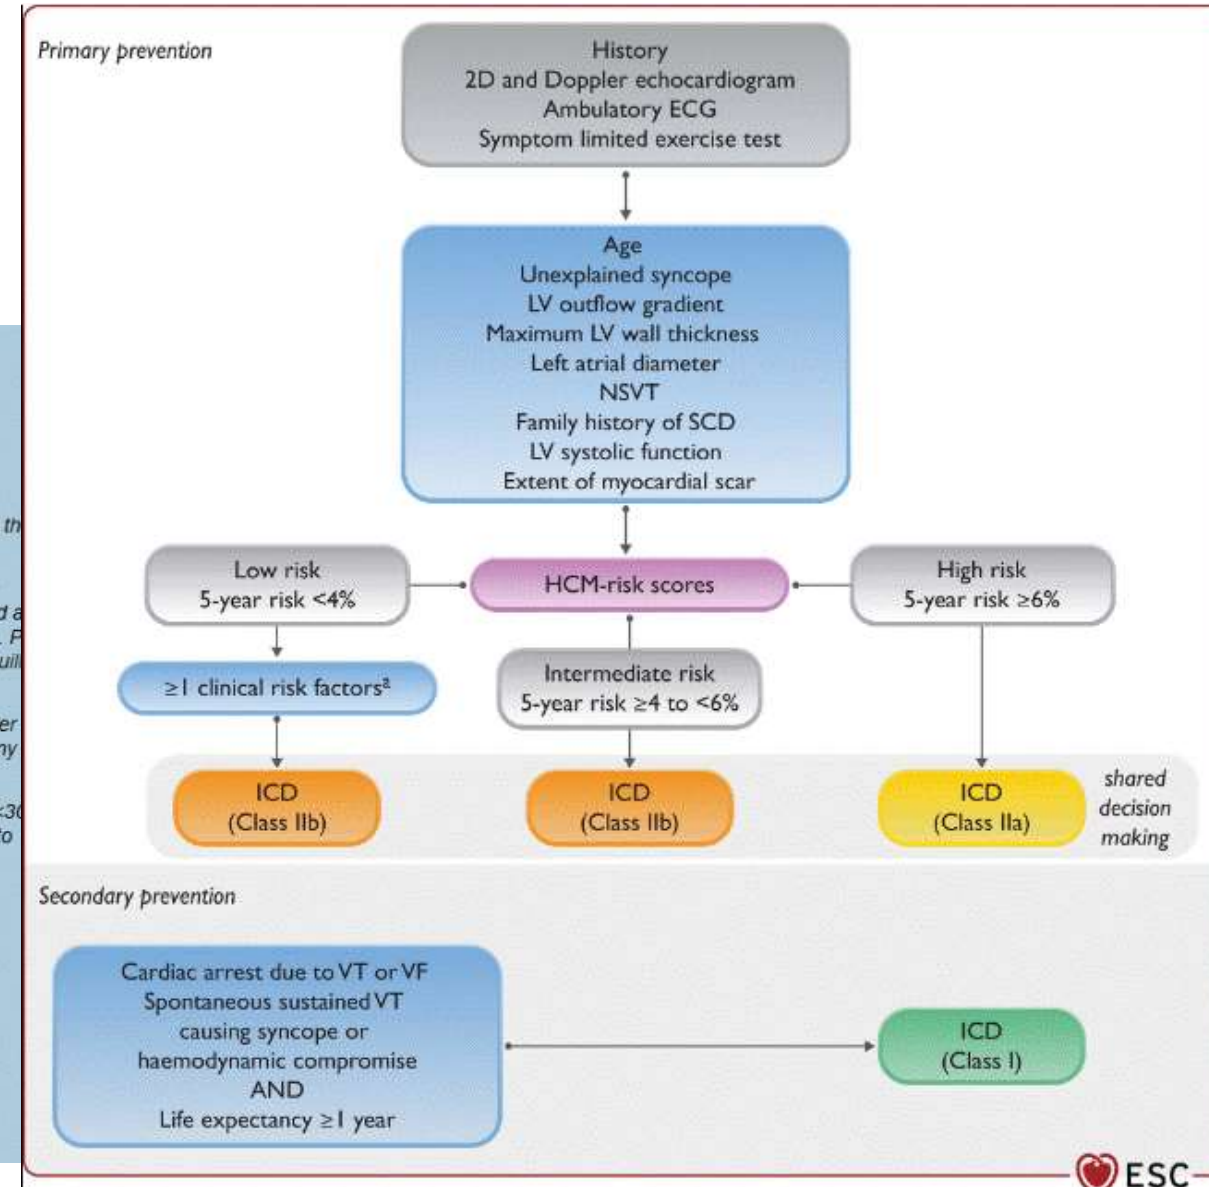 Primary prevention
History
2D and Doppler echocardiogram
Ambulatory ECG
Symptom limited exercise test
Age
Unexplained syncope
LV outflow gradient
Maximum LV wall thickness
Left atrial diameter
NSVT
Family history of SCD
LV systolic function
Extent of myocardial scar
Low risk
5-year risk <4%
HCM-risk scores
High risk
5-year risk ≥6%
≥1 clinical risk factorsª
Intermediate risk
5-year risk ≥4 to <6%
ICD
(Class IIb)
ICD
(Class IIb)
ICD
(Class IIa)
shared
decision
making
Secondary prevention
Cardiac arrest due to VT or VF
Spontaneous sustained VT
causing syncope or
haemodynamic compromise
AND
Life expectancy ≥1 year
ICD
(Class I)
ESC